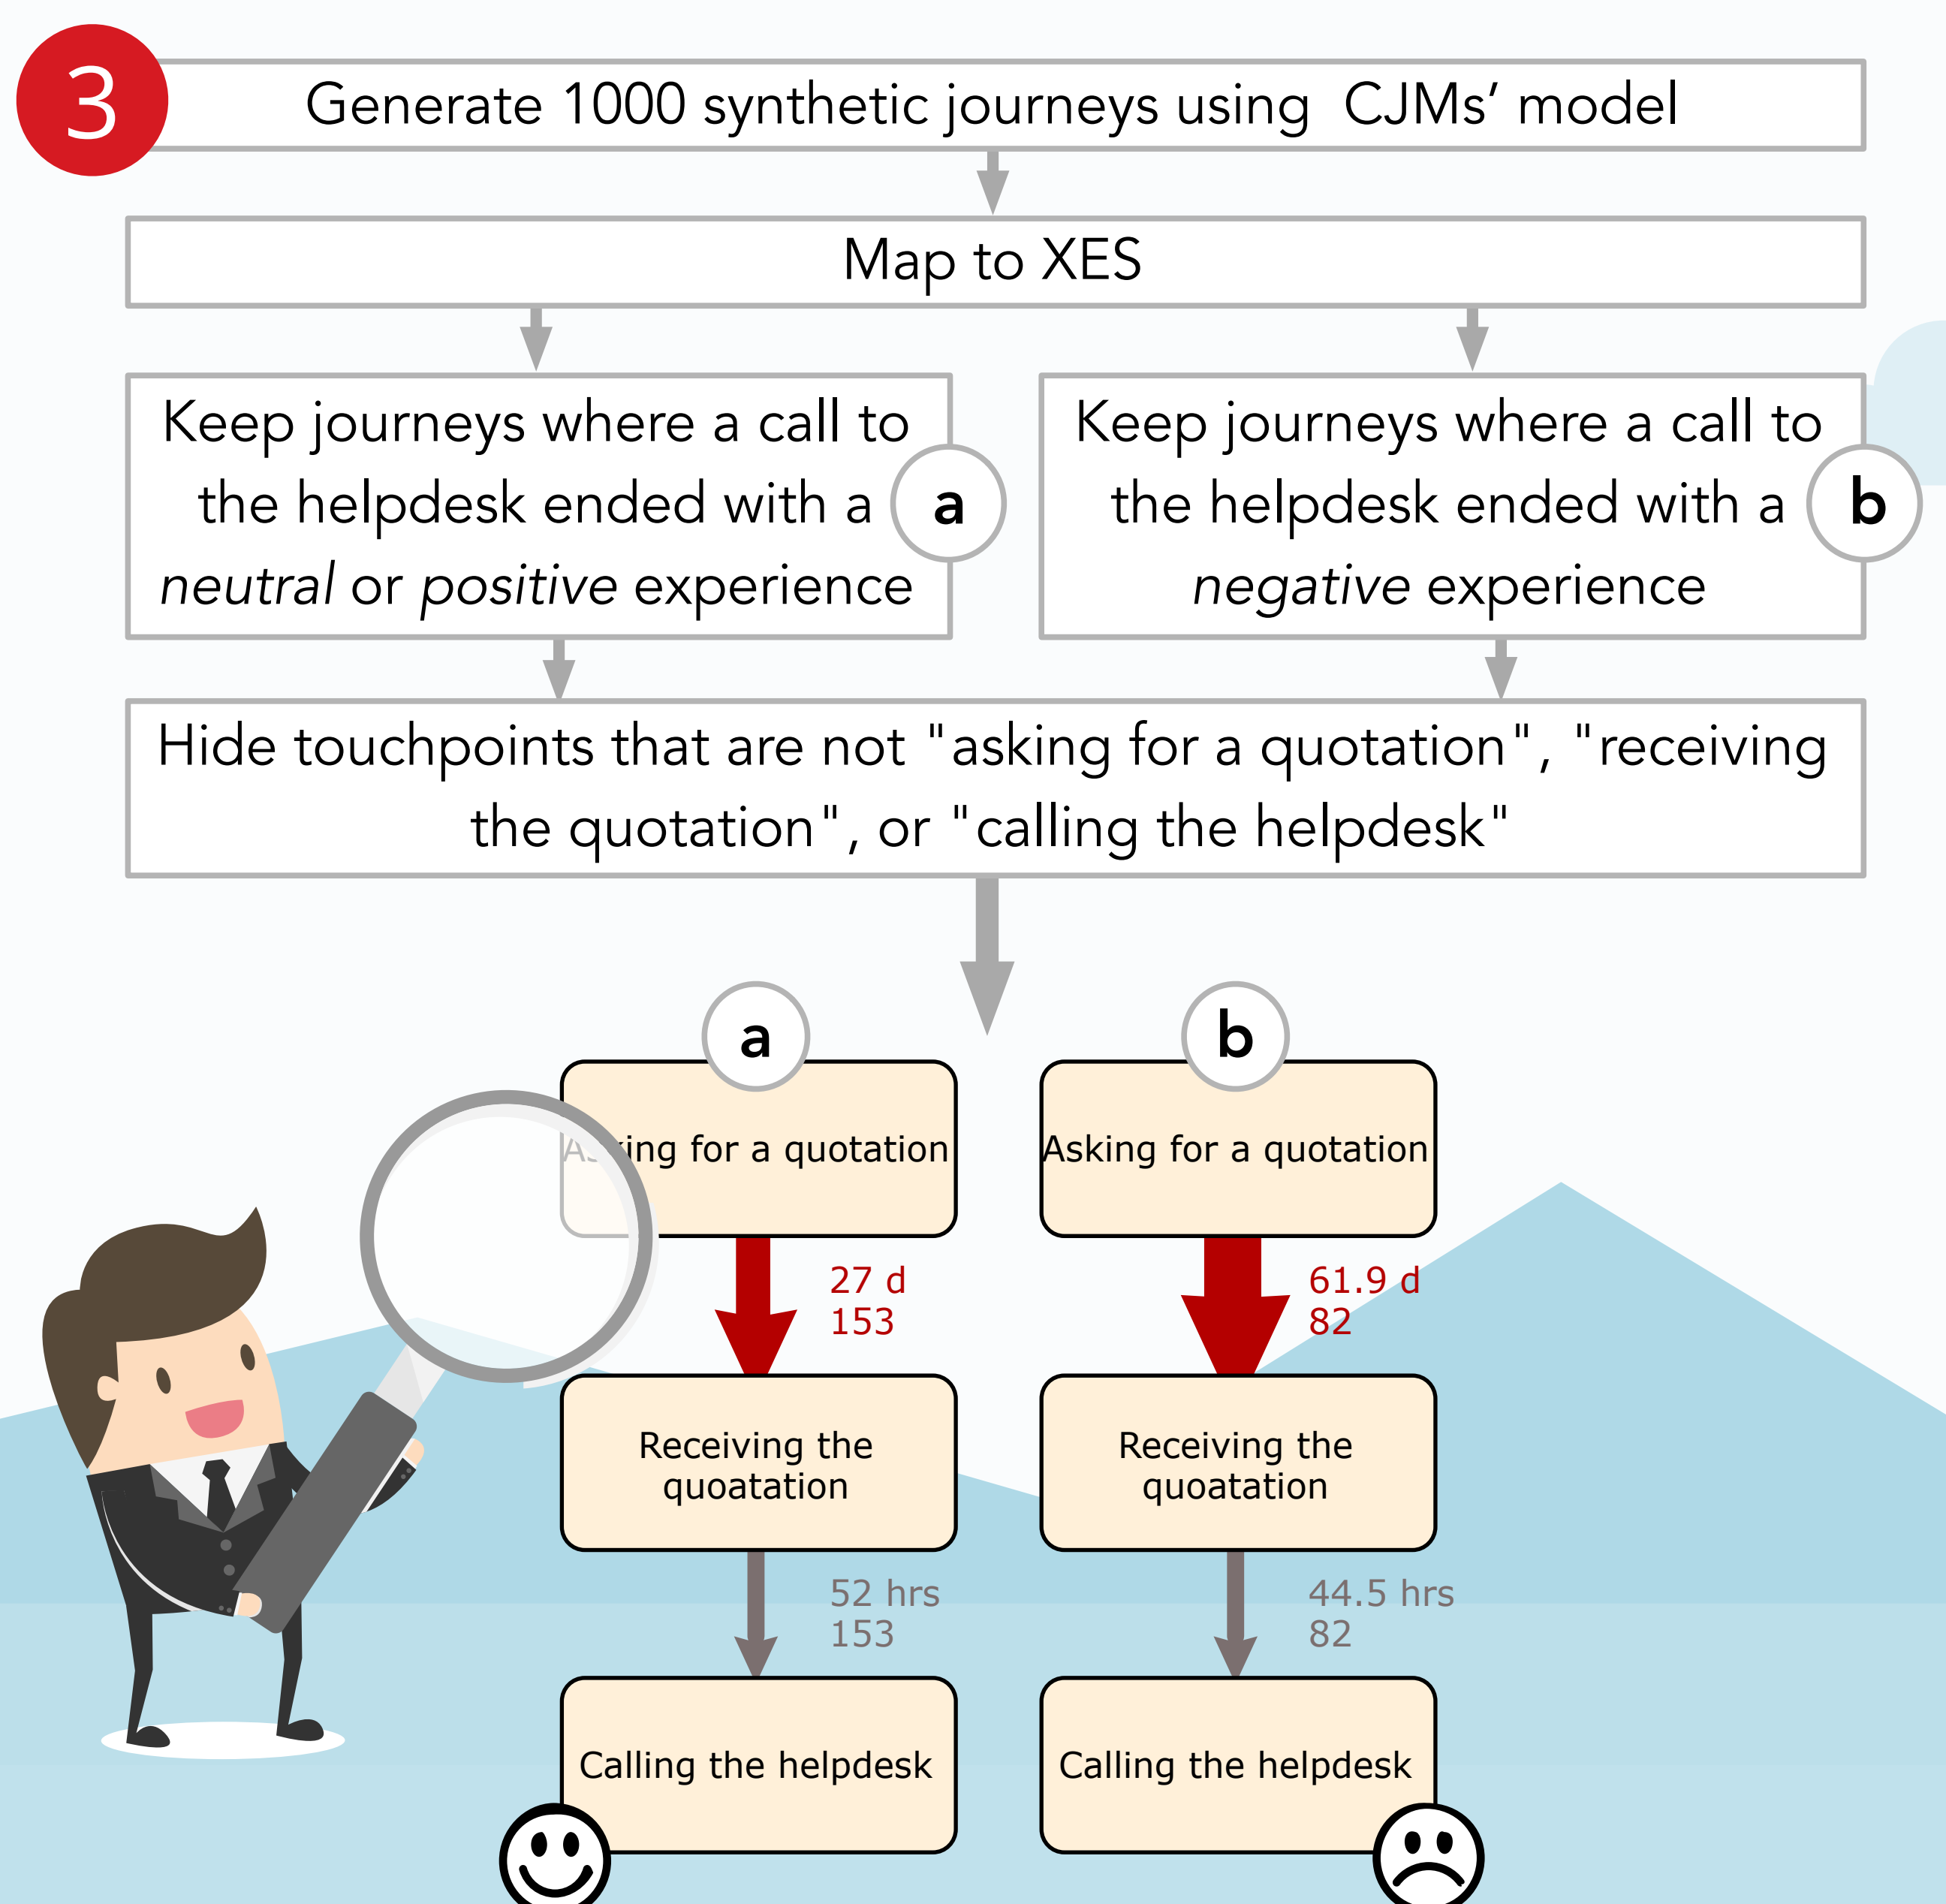 3
Generate 1000 synthetic journeys using CJMs’ model
Map to XES
Keep journeys where a call to
the helpdesk ended with a
neutral or positive experience
a
Keep journeys where a call to
the helpdesk ended with a
negative experience
b
Hide touchpoints that are not "asking for a quotation", "receiving
the quotation", or "calling the helpdesk"
a
Asking for a quotation
27 d
153
Receiving the
quoatation
52 hrs
153
Calling the helpdesk
b
Asking for a quotation
61.9 d
82
Receiving the
quoatation
44.5 hrs
82
Calling the helpdesk